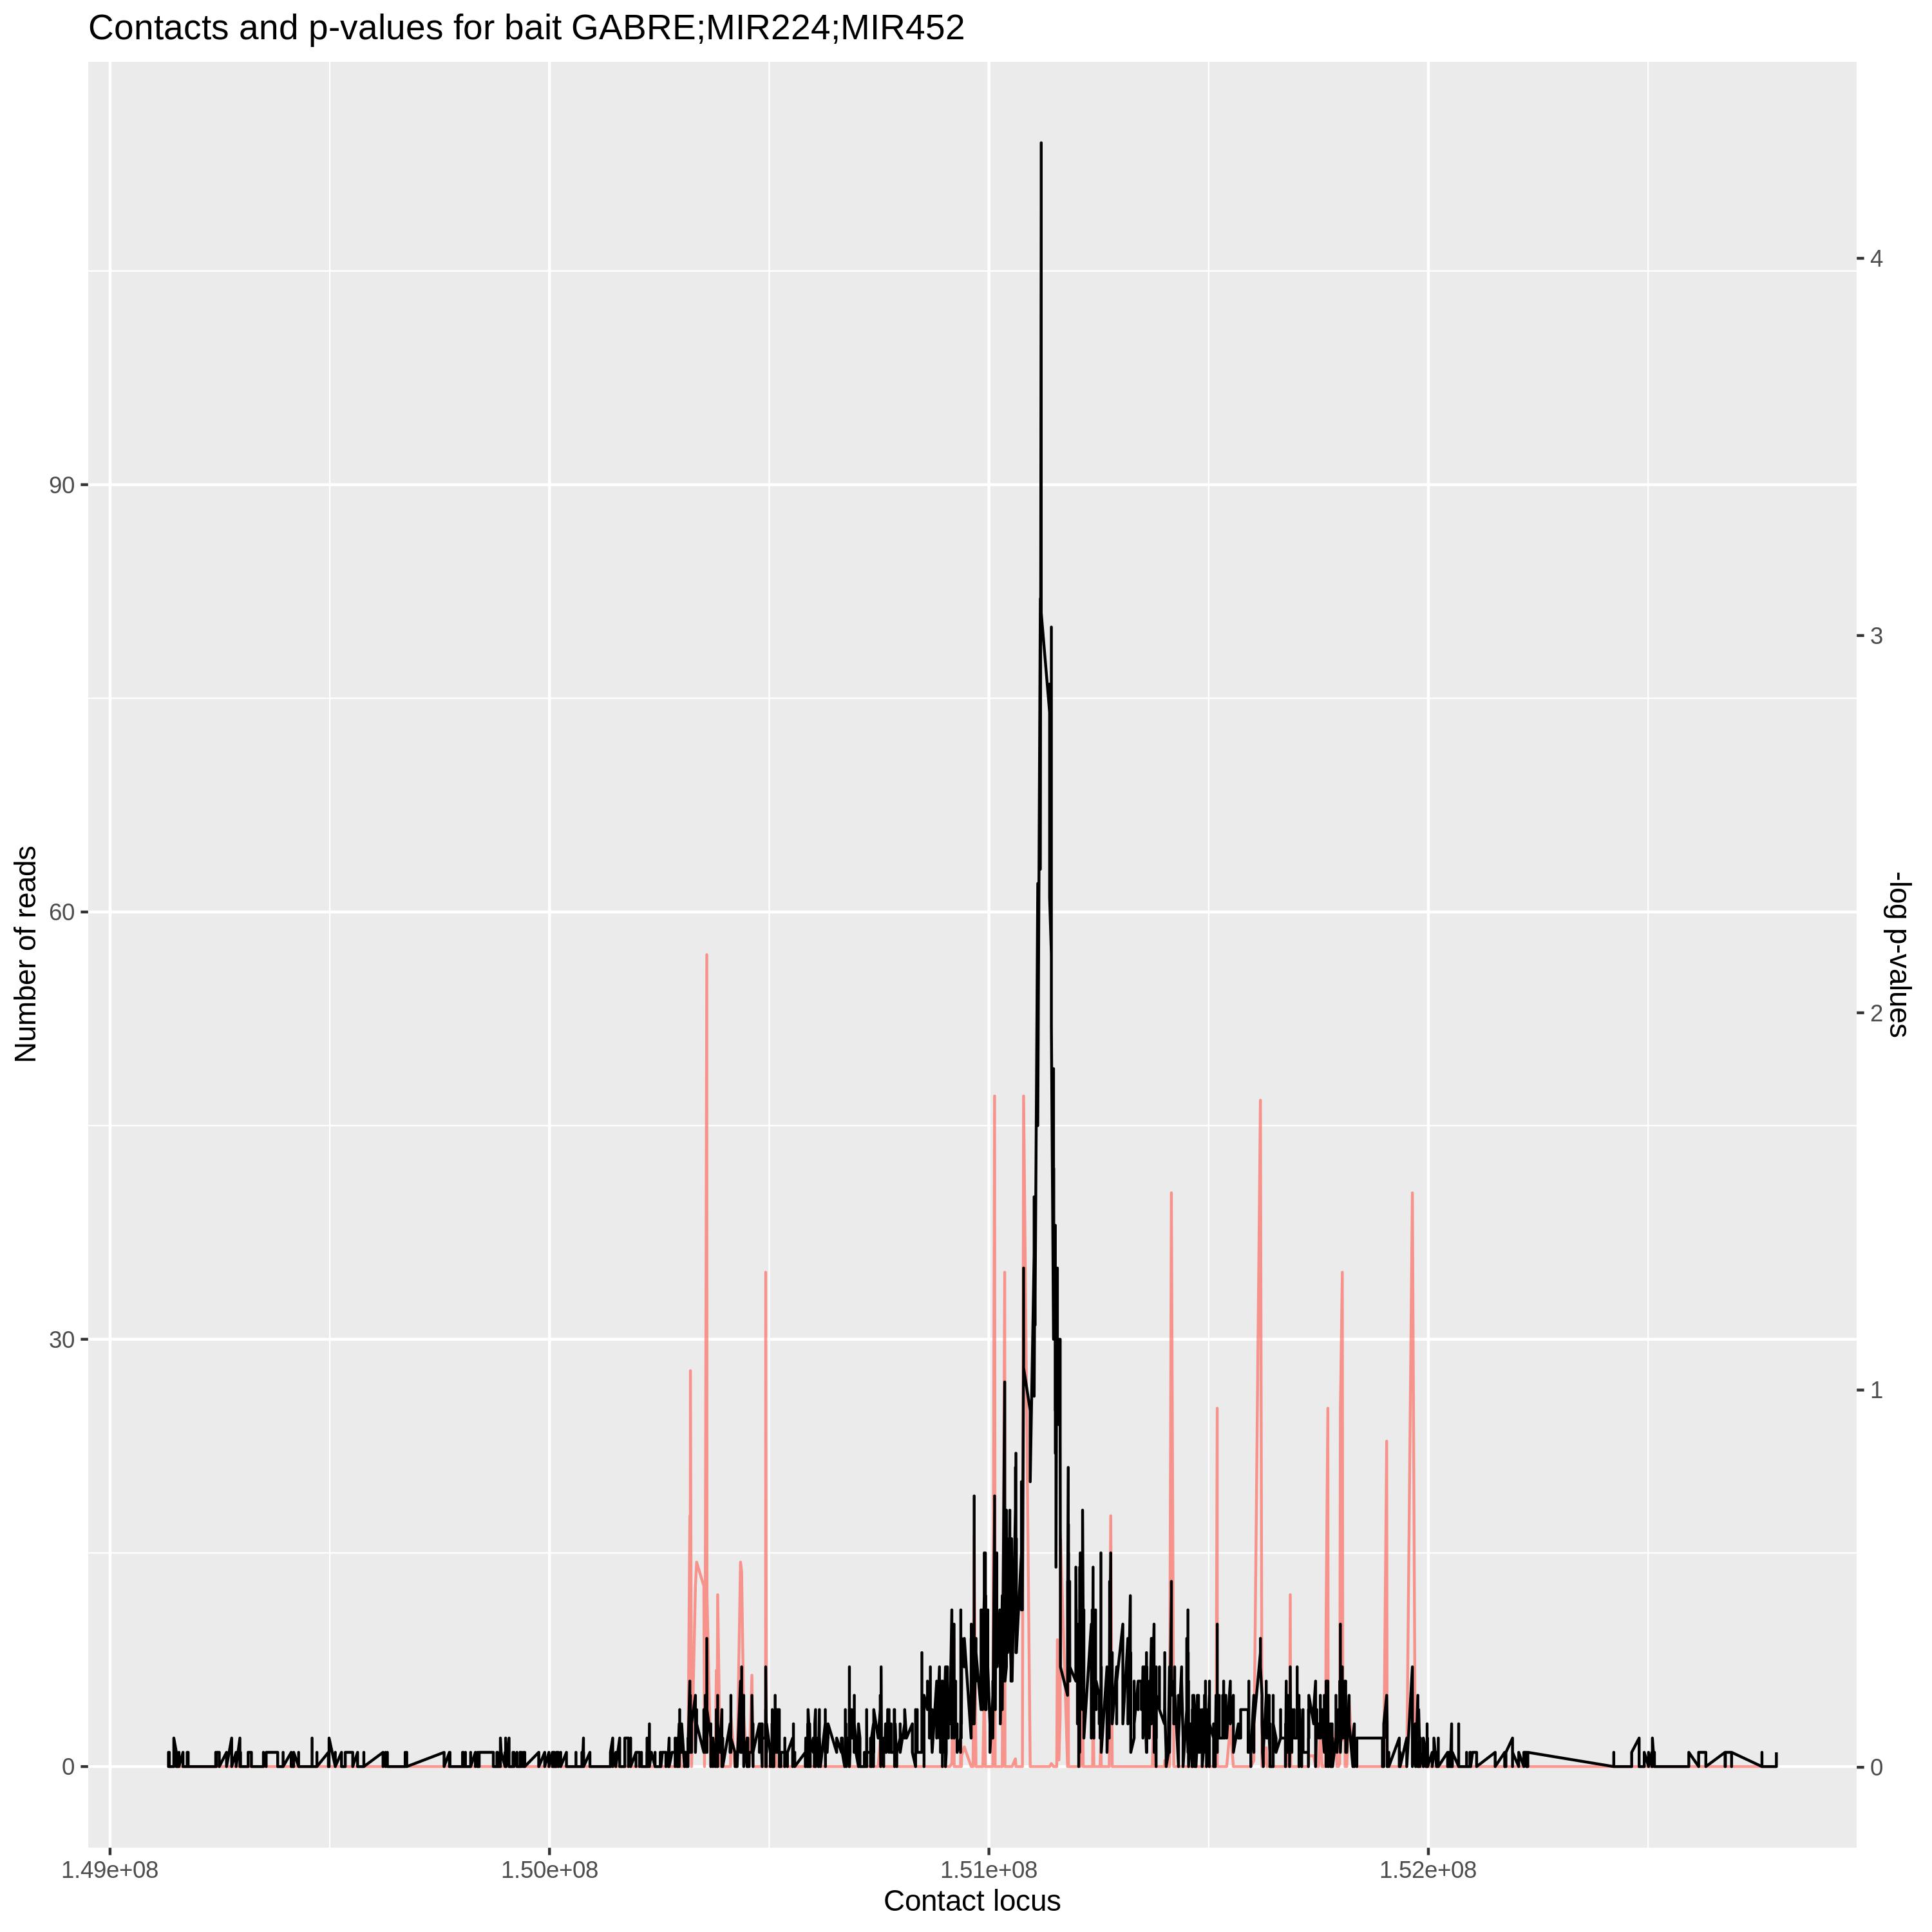 Contacts and p-values for bait GABRE;MIR224;MIR452
Number of reads
90
60
30
0
4
3
2
1
0
-log p-values
1.49e+08
1.50e+08
1.51e+08
1.52e+08
Contact locus